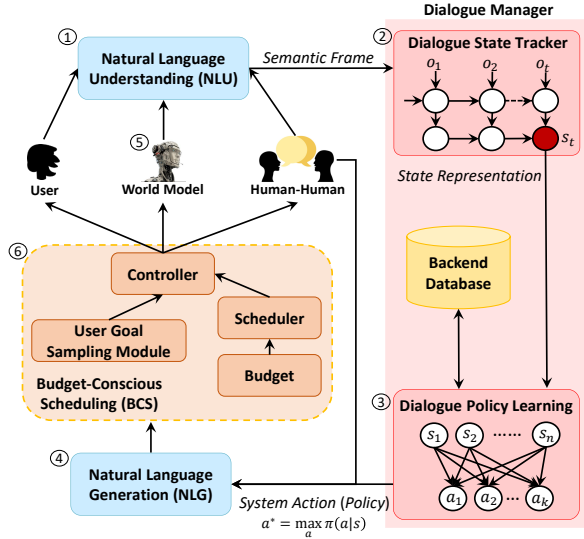 Dialogue Manager
①
Natural Language
Understanding (NLU)
Semantic Frame
②
Dialogue State Tracker
o₁
o₂
oₜ
sₜ
State Representation
⑤
User
World Model
Human-Human
⑥
Controller
Scheduler
User Goal
Sampling Module
Budget
Budget-Conscious
Scheduling (BCS)
Backend
Database
③
Dialogue Policy Learning
s₁ s₂ ⋯⋯ sₙ
a₁ a₂ ⋯ aₖ
④
Natural Language
Generation (NLG)
System Action (Policy)
a* = max π(a|s)
a